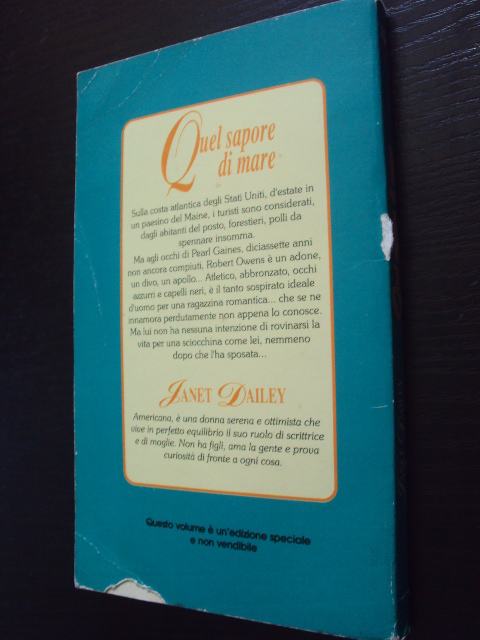 Quel sapore
di mare
Sulla costa atlantica degli Stati Uniti, d'estate in
un paesino del Maine, i turisti sono considerati,
dagli abitanti del posto, forestieri, polli da
spennare insomma.
Ma agli occhi di Pearl Gaines, diciassette anni
non ancora compiuti, Robert Owens è un adone,
un divo, un apollo... Atletico, abbronzato, occhi
azzurri e capelli neri, è il tanto sospirato ideale
d'uomo per una ragazzina romantica... che se ne
innamora perdutamente non appena lo conosce.
Ma lui non ha nessuna intenzione di rovinarsi la
vita per una sciocchina come lei, nemmeno
dopo che l'ha sposata...
JANET DAILEY
Americana, è una donna serena e ottimista che
vive in perfetto equilibrio il suo ruolo di scrittrice
e di moglie. Non ha figli, ama la gente e prova
curiosità di fronte a ogni cosa.
Questo volume è un'edizione speciale
e non vendibile